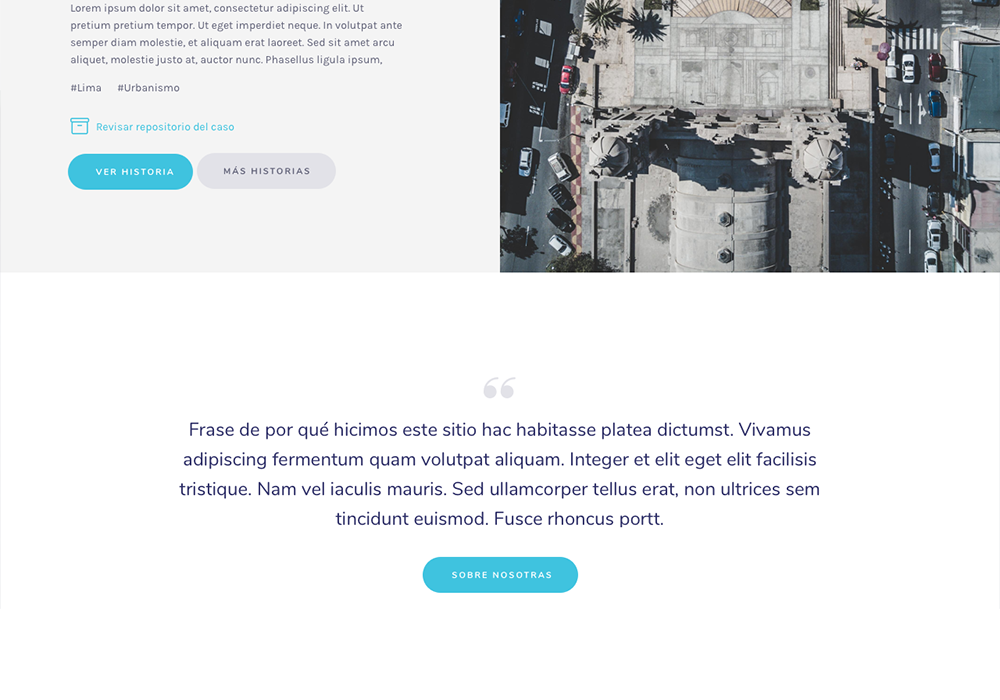 Lorem ipsum dolor sit amet, consectetur adipiscing elit. Ut
pretium pretium tempor. Ut eget imperdiet neque. In volutpat ante
semper diam molestie, et aliquam erat laoreet. Sed sit amet arcu
aliquet, molestie justo at, auctor nunc. Phasellus ligula ipsum,
#Lima #Urbanismo
Revisar repositorio del caso
VER HISTORIA MÁS HISTORIAS
Frase de por qué hicimos este sitio hac habitasse platea dictumst. Vivamus
adipiscing fermentum quam volutpat aliquam. Integer et elit eget elit facilisis
tristique. Nam vel iaculis mauris. Sed ullamcorper tellus erat, non ultrices sem
tincidunt euismod. Fusce rhoncus portt.
SOBRE NOSOTRAS